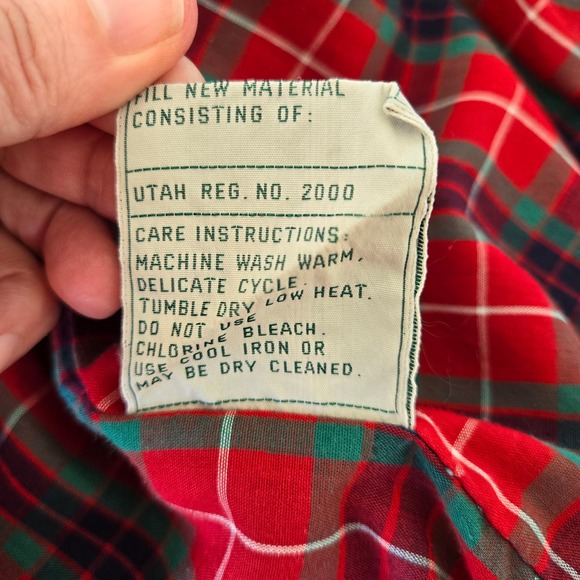 FILL NEW MATERIAL
CONSISTING OF:
UTAH REG. NO. 2000
CARE INSTRUCTIONS:
MACHINE WASH WARM,
DELICATE CYCLE.
TUMBLE DRY LOW HEAT.
DO NOT USE
CHLORINE BLEACH.
USE COOL IRON OR
MAY BE DRY CLEANED.